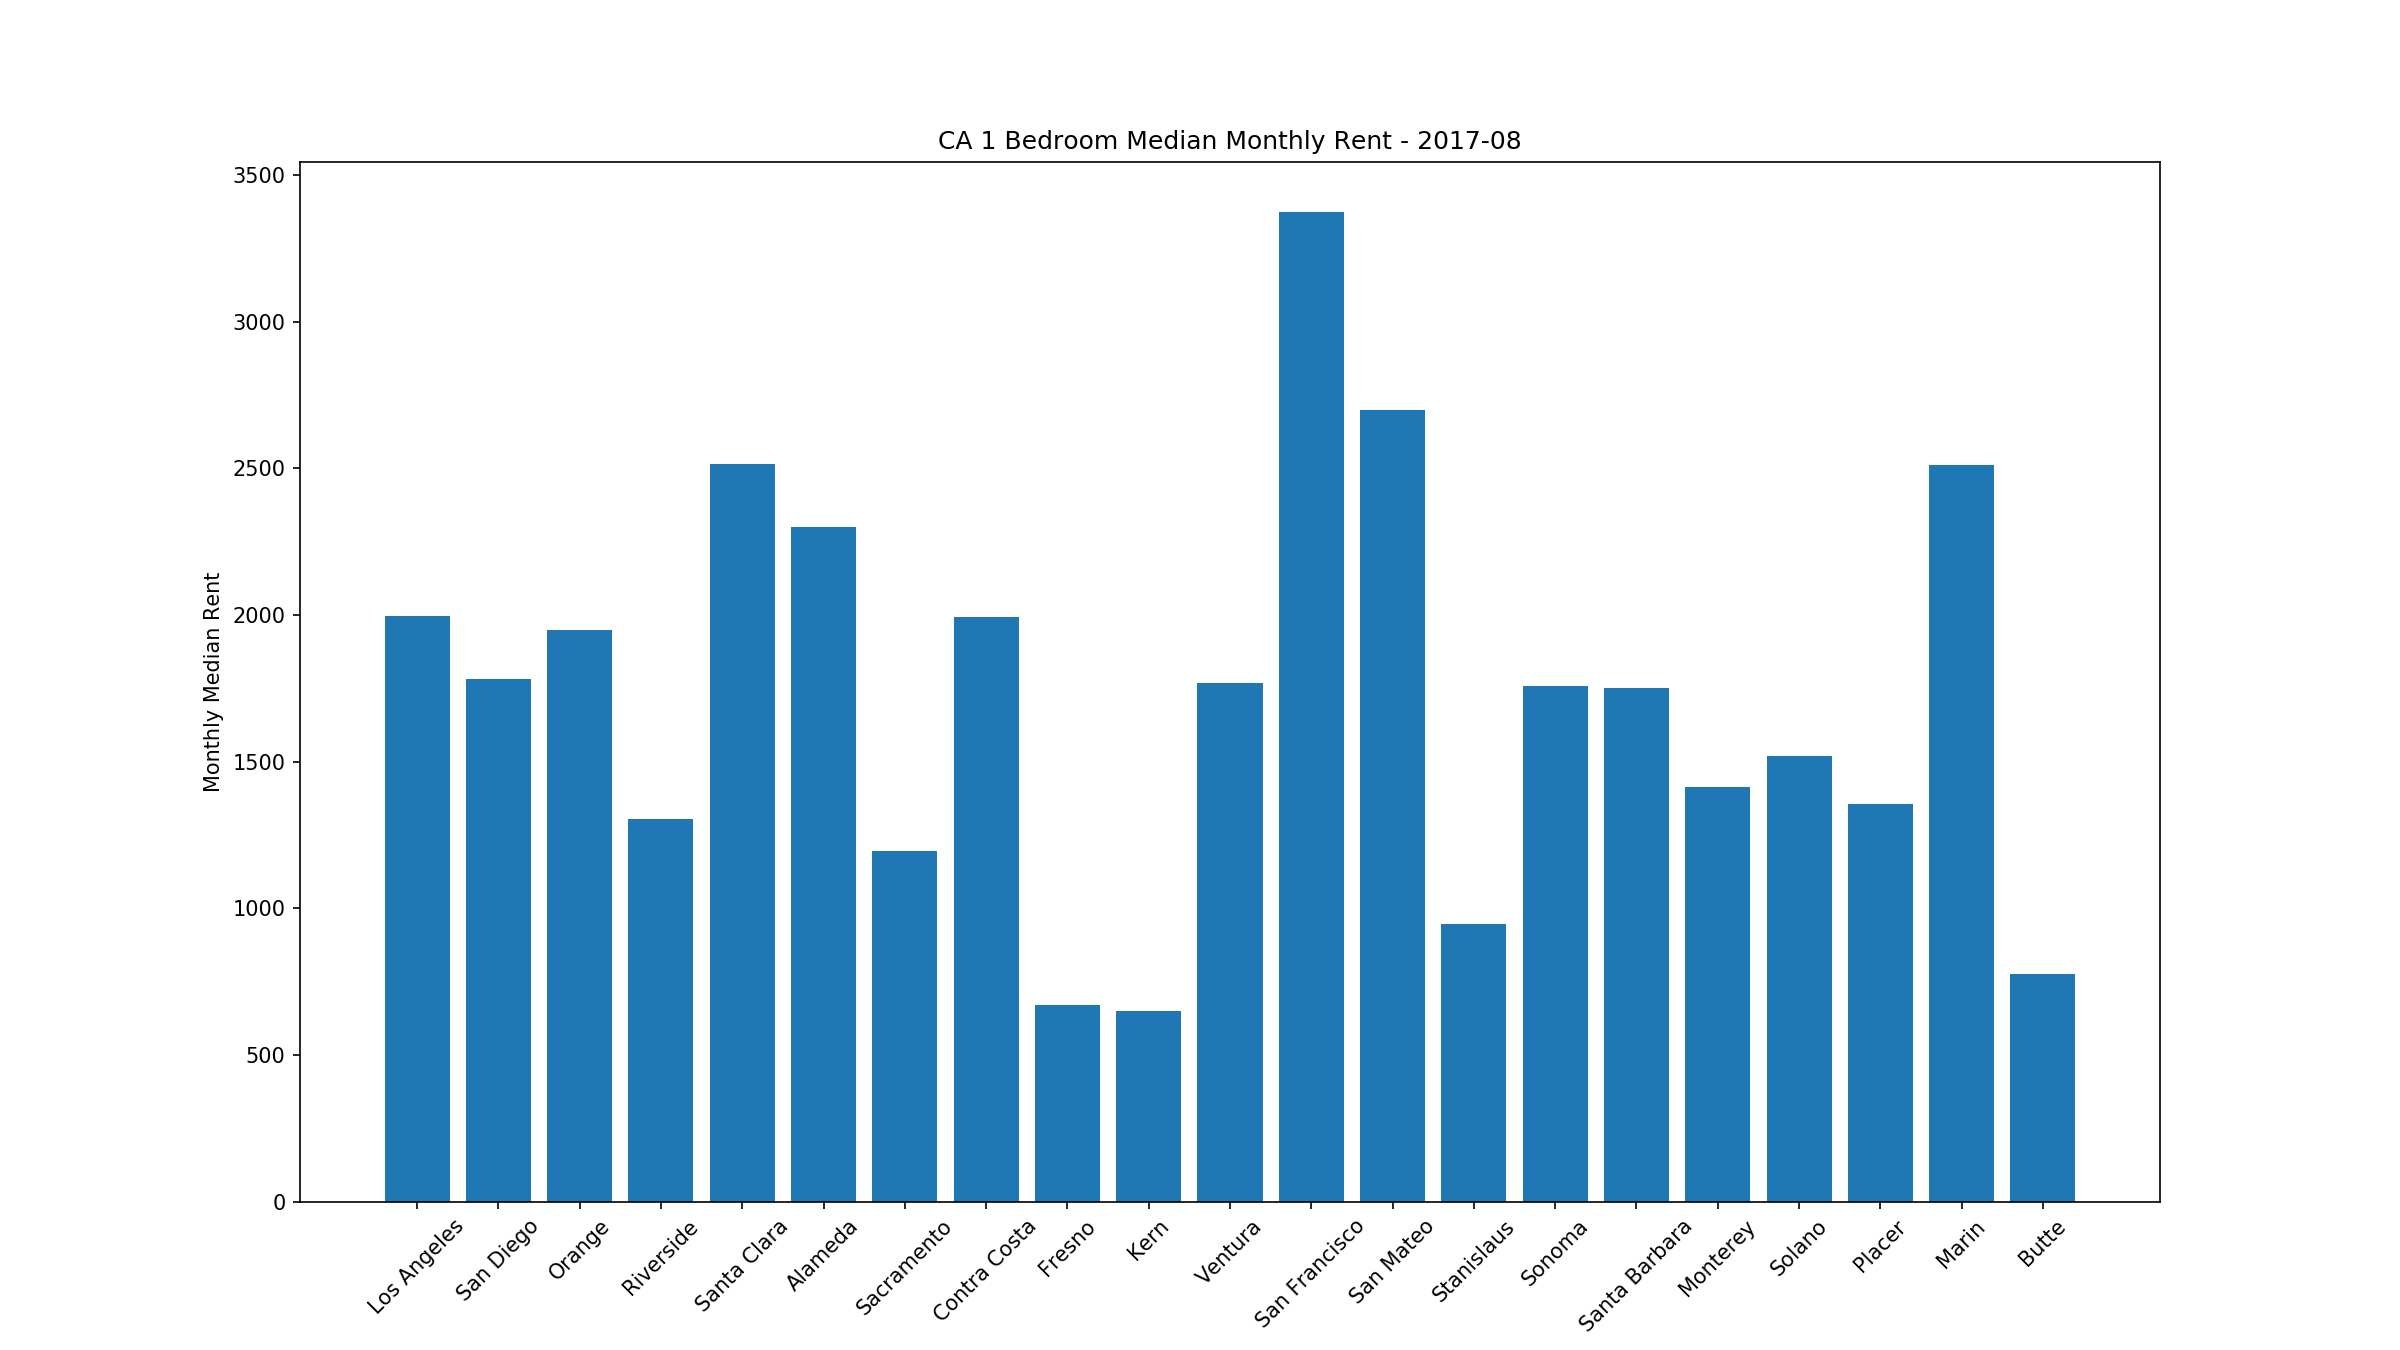 CA 1 Bedroom Median Monthly Rent - 2017-08
3500
3000
2500
2000
1500
1000
500
0
Monthly Median Rent
Los Angeles
San Diego
Orange
Riverside
Santa Clara
Alameda
Sacramento
Contra Costa
Fresno
Kern
Ventura
San Francisco
San Mateo
Stanislaus
Sonoma
Santa Barbara
Monterey
Solano
Placer
Marin
Butte